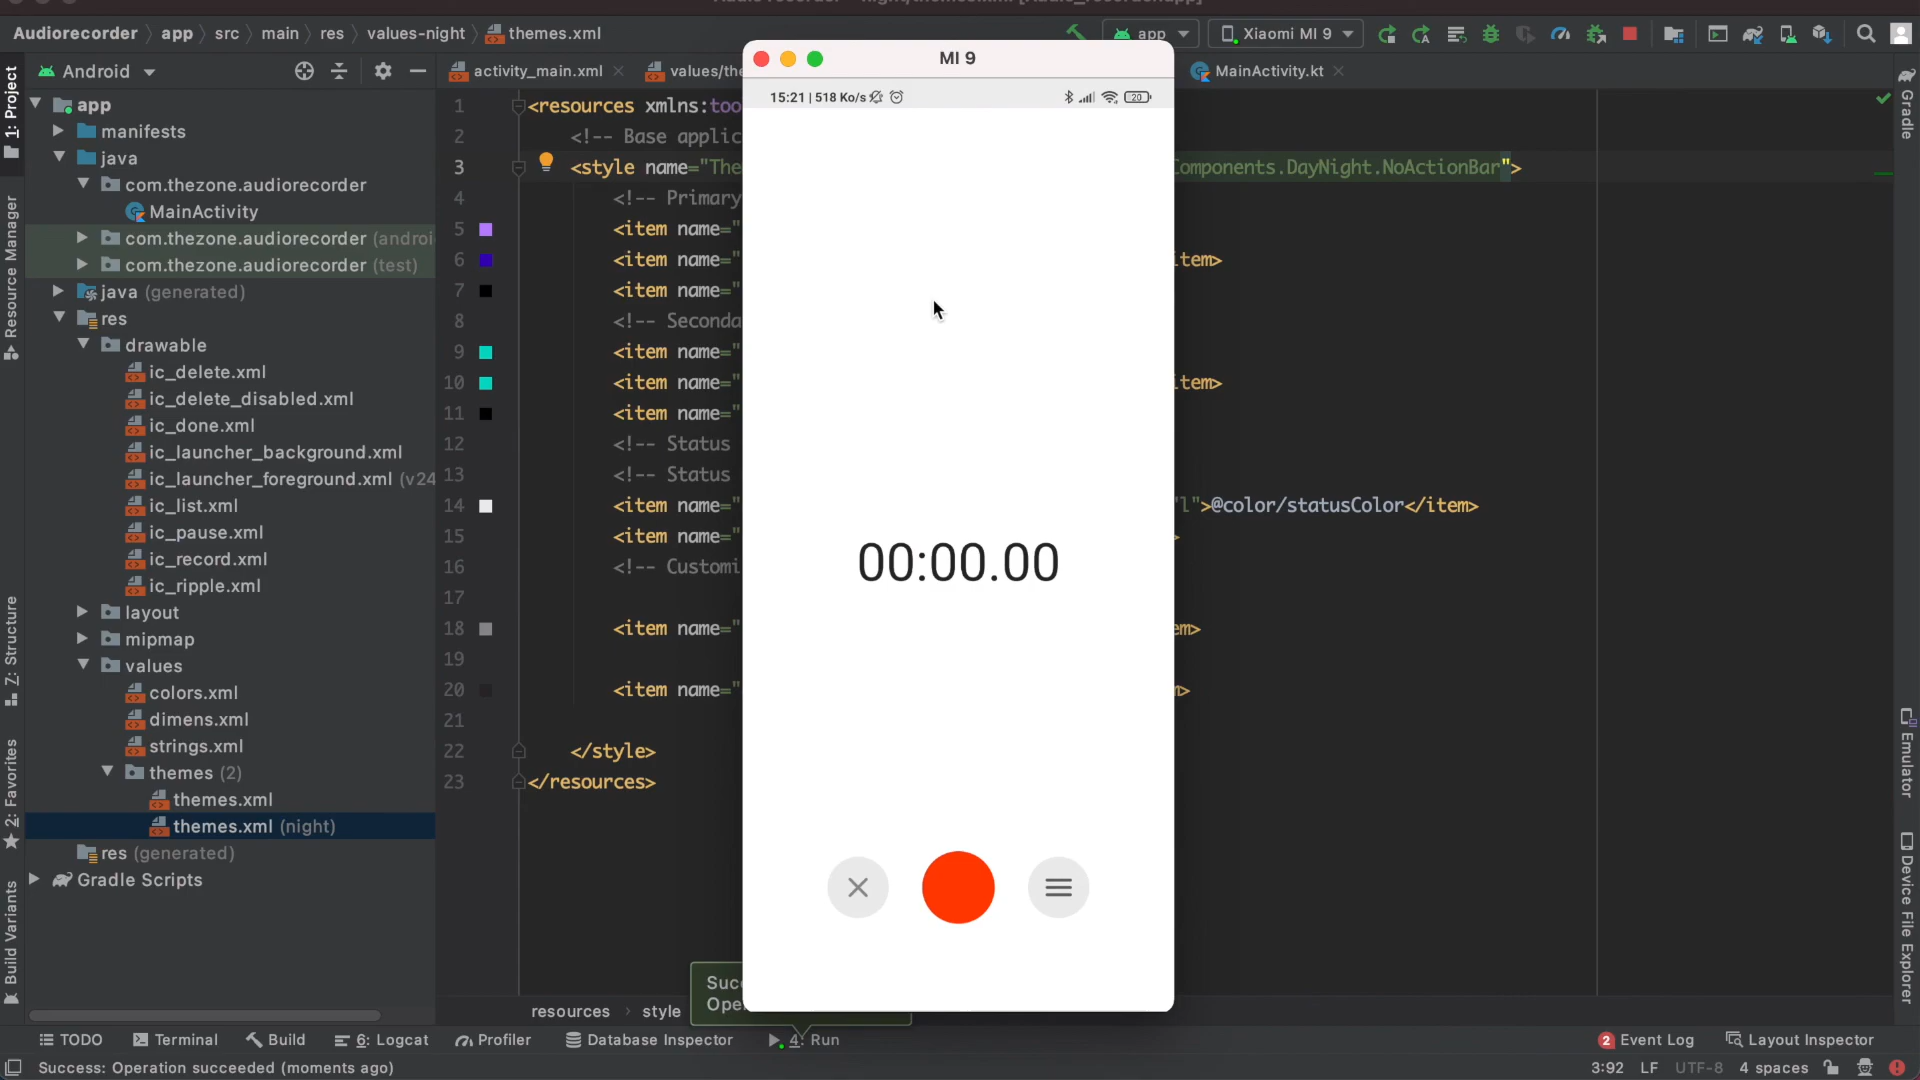 Audiorecorder app src main res values-night themes.xml
app Xiaomi MI 9
Android
activity_main.xml values/the MainActivity.kt
MI 9
15:21 | 518 Ko/s 20
1: Project
Resource Manager
Z: Structure
2: Favorites
Build Variants
app
manifests
java
com.thezone.audiorecorder
MainActivity
com.thezone.audiorecorder (androi
com.thezone.audiorecorder (test)
java (generated)
res
drawable
ic_delete.xml
ic_delete_disabled.xml
ic_done.xml
ic_launcher_background.xml
ic_launcher_foreground.xml (v24
ic_list.xml
ic_pause.xml
ic_record.xml
ic_ripple.xml
layout
mipmap
values
colors.xml
dimens.xml
strings.xml
themes (2)
themes.xml
themes.xml (night)
res (generated)
Gradle Scripts
1 <resources xmlns:too
2 <!-- Base applic
3 <style name="The Components.DayNight.NoActionBar">
4 <!-- Primary
5 <item name="
6 <item name=" item>
7 <item name="
8 <!-- Seconda
9 <item name="
10 <item name=" item>
11 <item name="
12 <!-- Status
13 <!-- Status
14 <item name=" l">@color/statusColor</item>
15 <item name=" >
16 <!-- Customi
17
18 <item name=" em>
19
20 <item name=" >
21
22 </style>
23 </resources>
00:00.00
Suc
Ope
resources style
Gradle
Emulator
Device File Explorer
TODO Terminal Build 6: Logcat Profiler Database Inspector 4: Run 2 Event Log Layout Inspector
Success: Operation succeeded (moments ago) 3:92 LF UTF-8 4 spaces